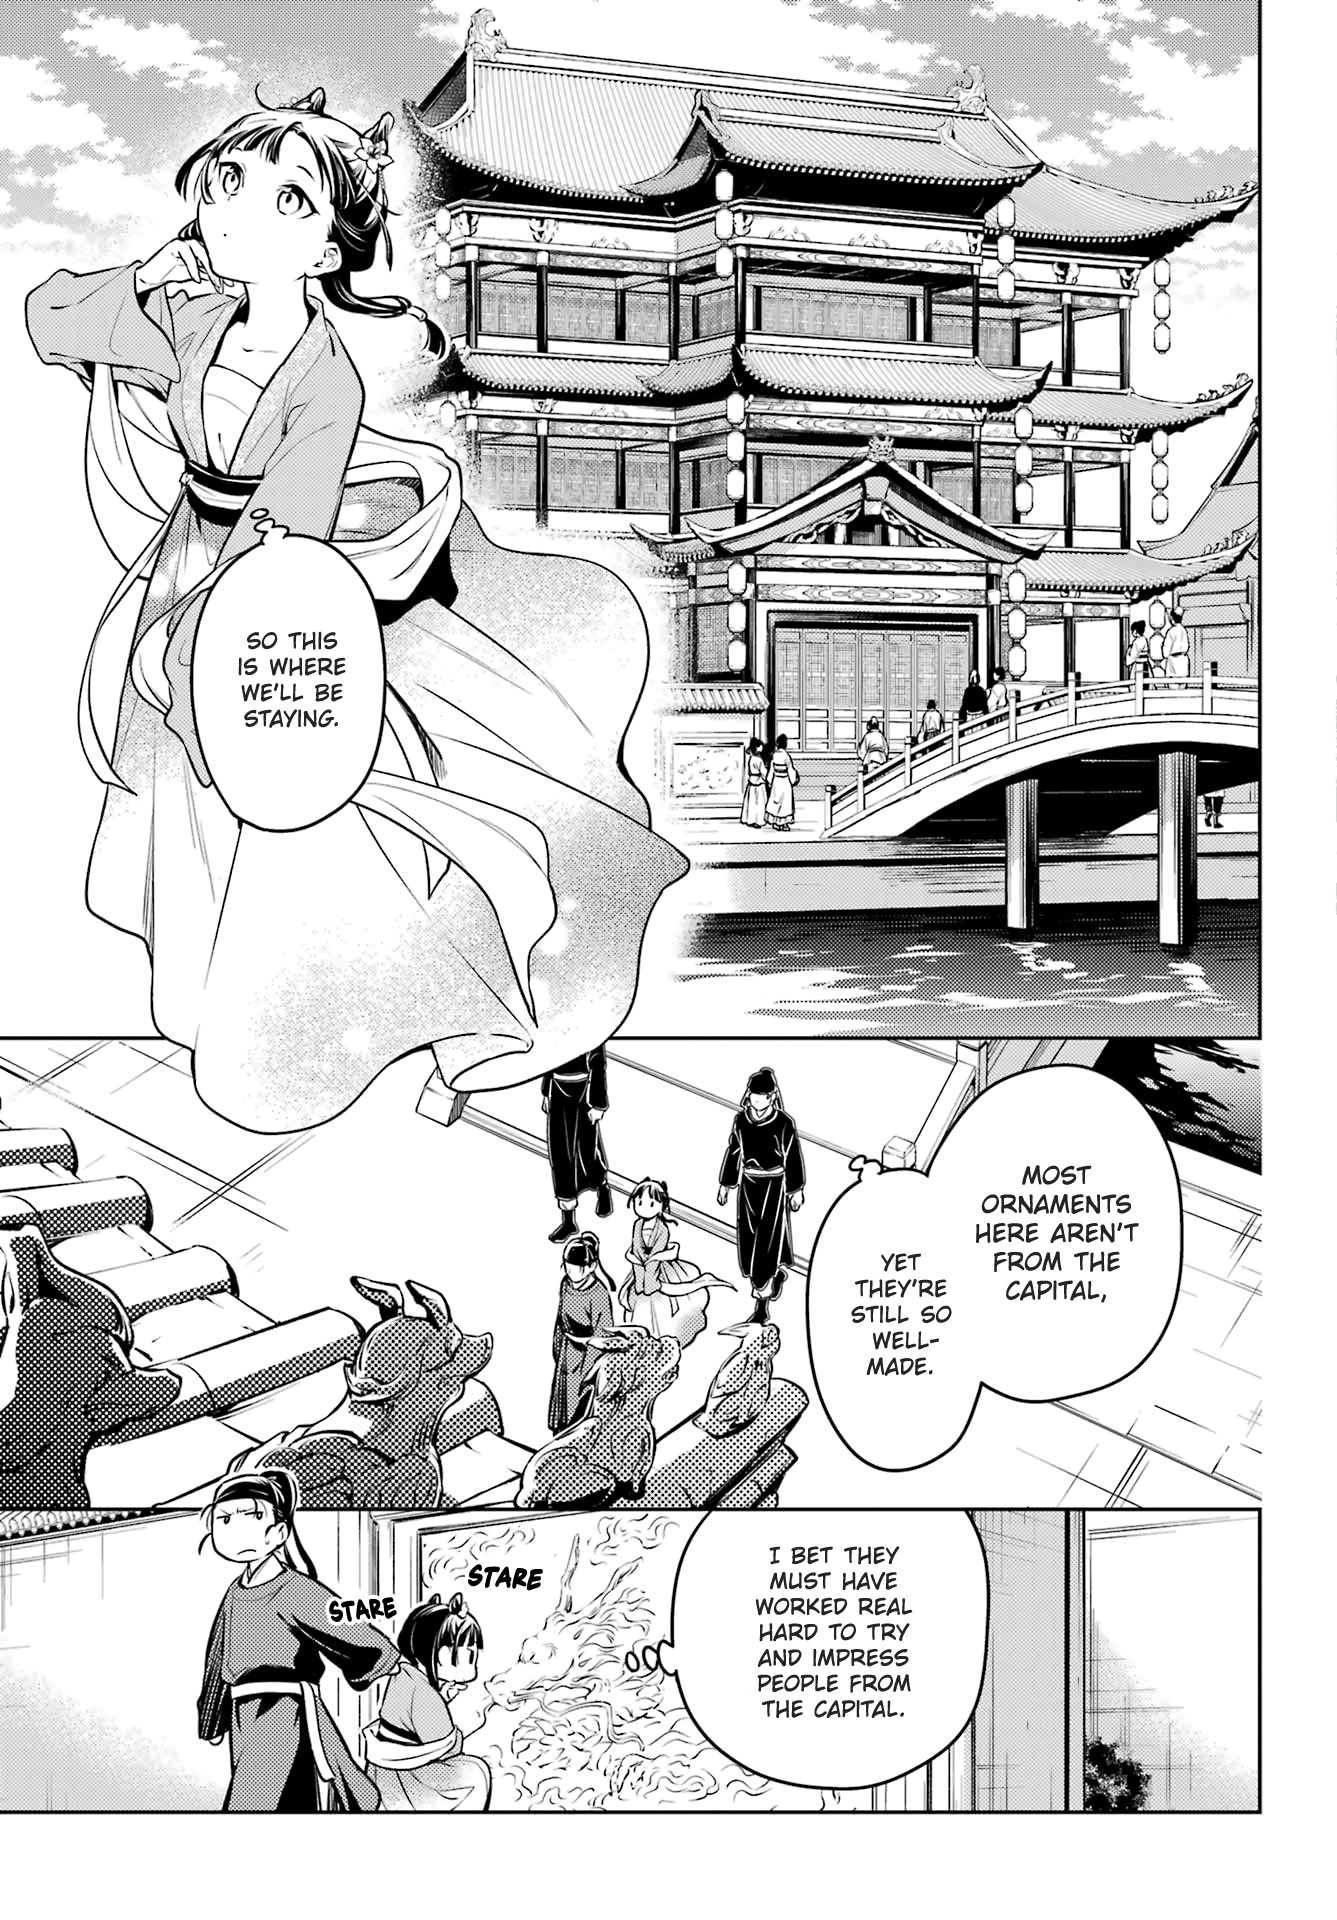 SO THIS
IS WHERE
WE'LL BE
STAYING.
MOST
ORNAMENTS
HERE AREN'T
FROM THE
CAPITAL,
YET
THEY'RE
STILL SO
WELL-
MADE.
I BET THEY
MUST HAVE
WORKED REAL
HARD TO TRY
AND IMPRESS
PEOPLE FROM
THE CAPITAL.
STARE
STARE